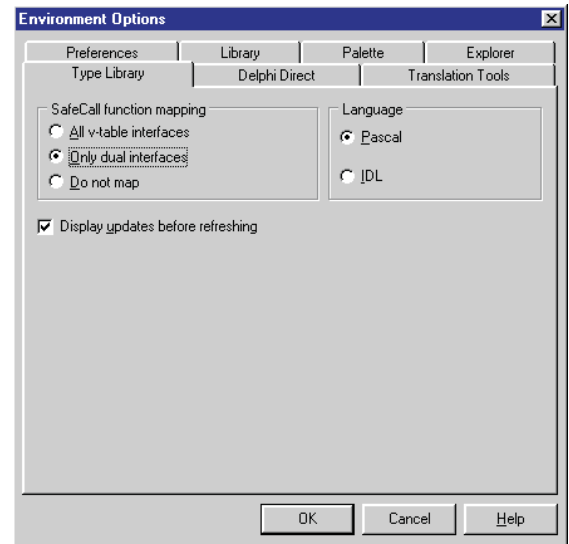 Environment Options
Preferences Library Palette Explorer
Type Library Delphi Direct Translation Tools
SafeCall function mapping Language
All v-table interfaces Pascal
Only dual interfaces
Do not map IDL
Display updates before refreshing
OK Cancel Help